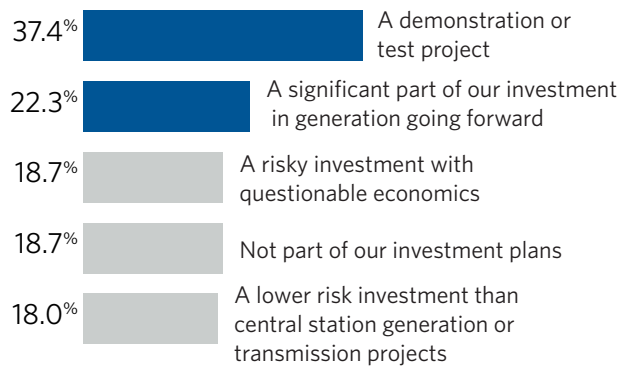 37.4%
A demonstration or
test project
22.3%
A significant part of our investment
in generation going forward
18.7%
A risky investment with
questionable economics
18.7%
Not part of our investment plans
18.0%
A lower risk investment than
central station generation or
transmission projects